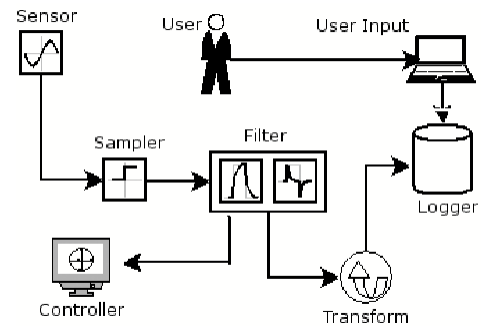 Sensor
User
User Input
Sampler
Filter
Logger
Controller
Transform